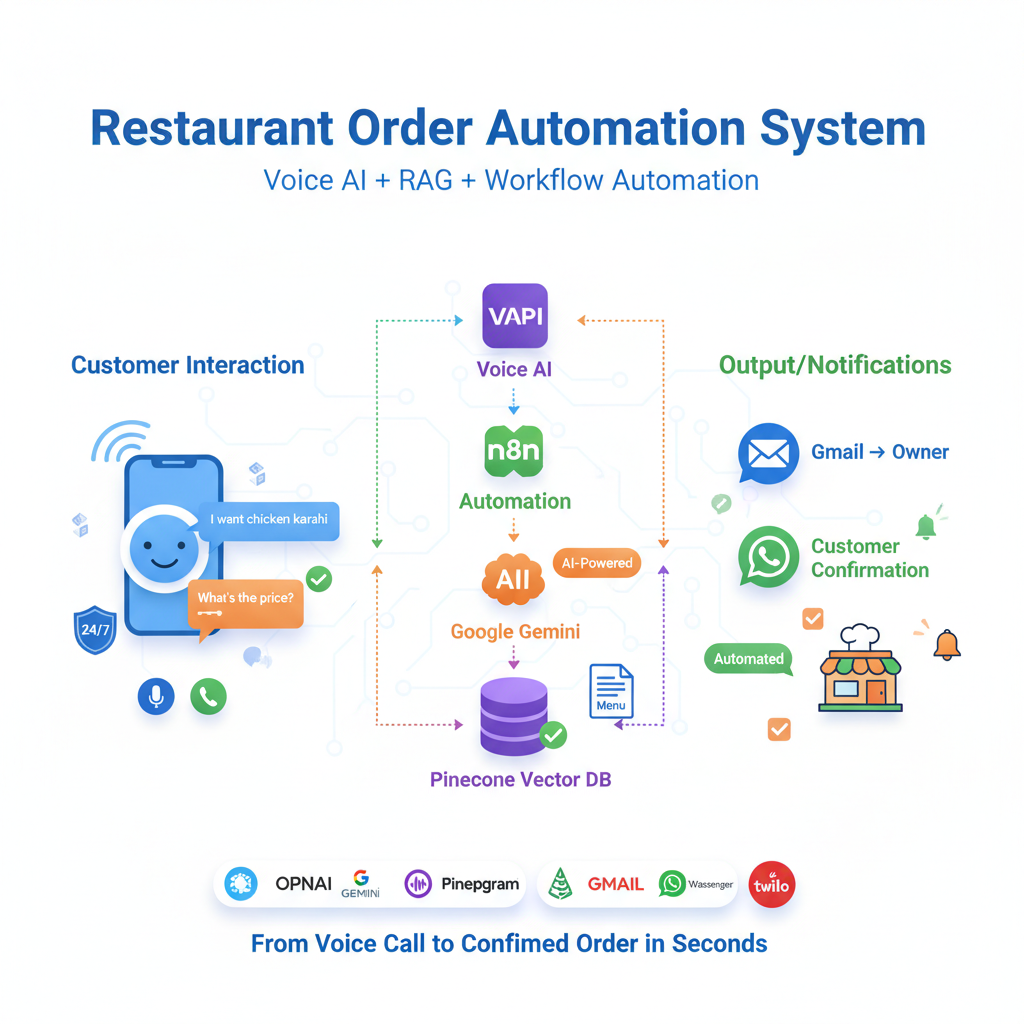 Restaurant Order Automation System
Voice AI + RAG + Workflow Automation
VAPI
Voice AI
Customer Interaction
Output/Notifications
n8n
Automation
Gmail → Owner
I want chicken karahi
What's the price?
24/7
AII
AI-Powered
Google Gemini
Customer
Confirmation
Automated
Menu
Pinecone Vector DB
OPNAI
GEMINi
Pinepgram
GMAIL
Wassenger
twilo
From Voice Call to Confimed Order in Seconds